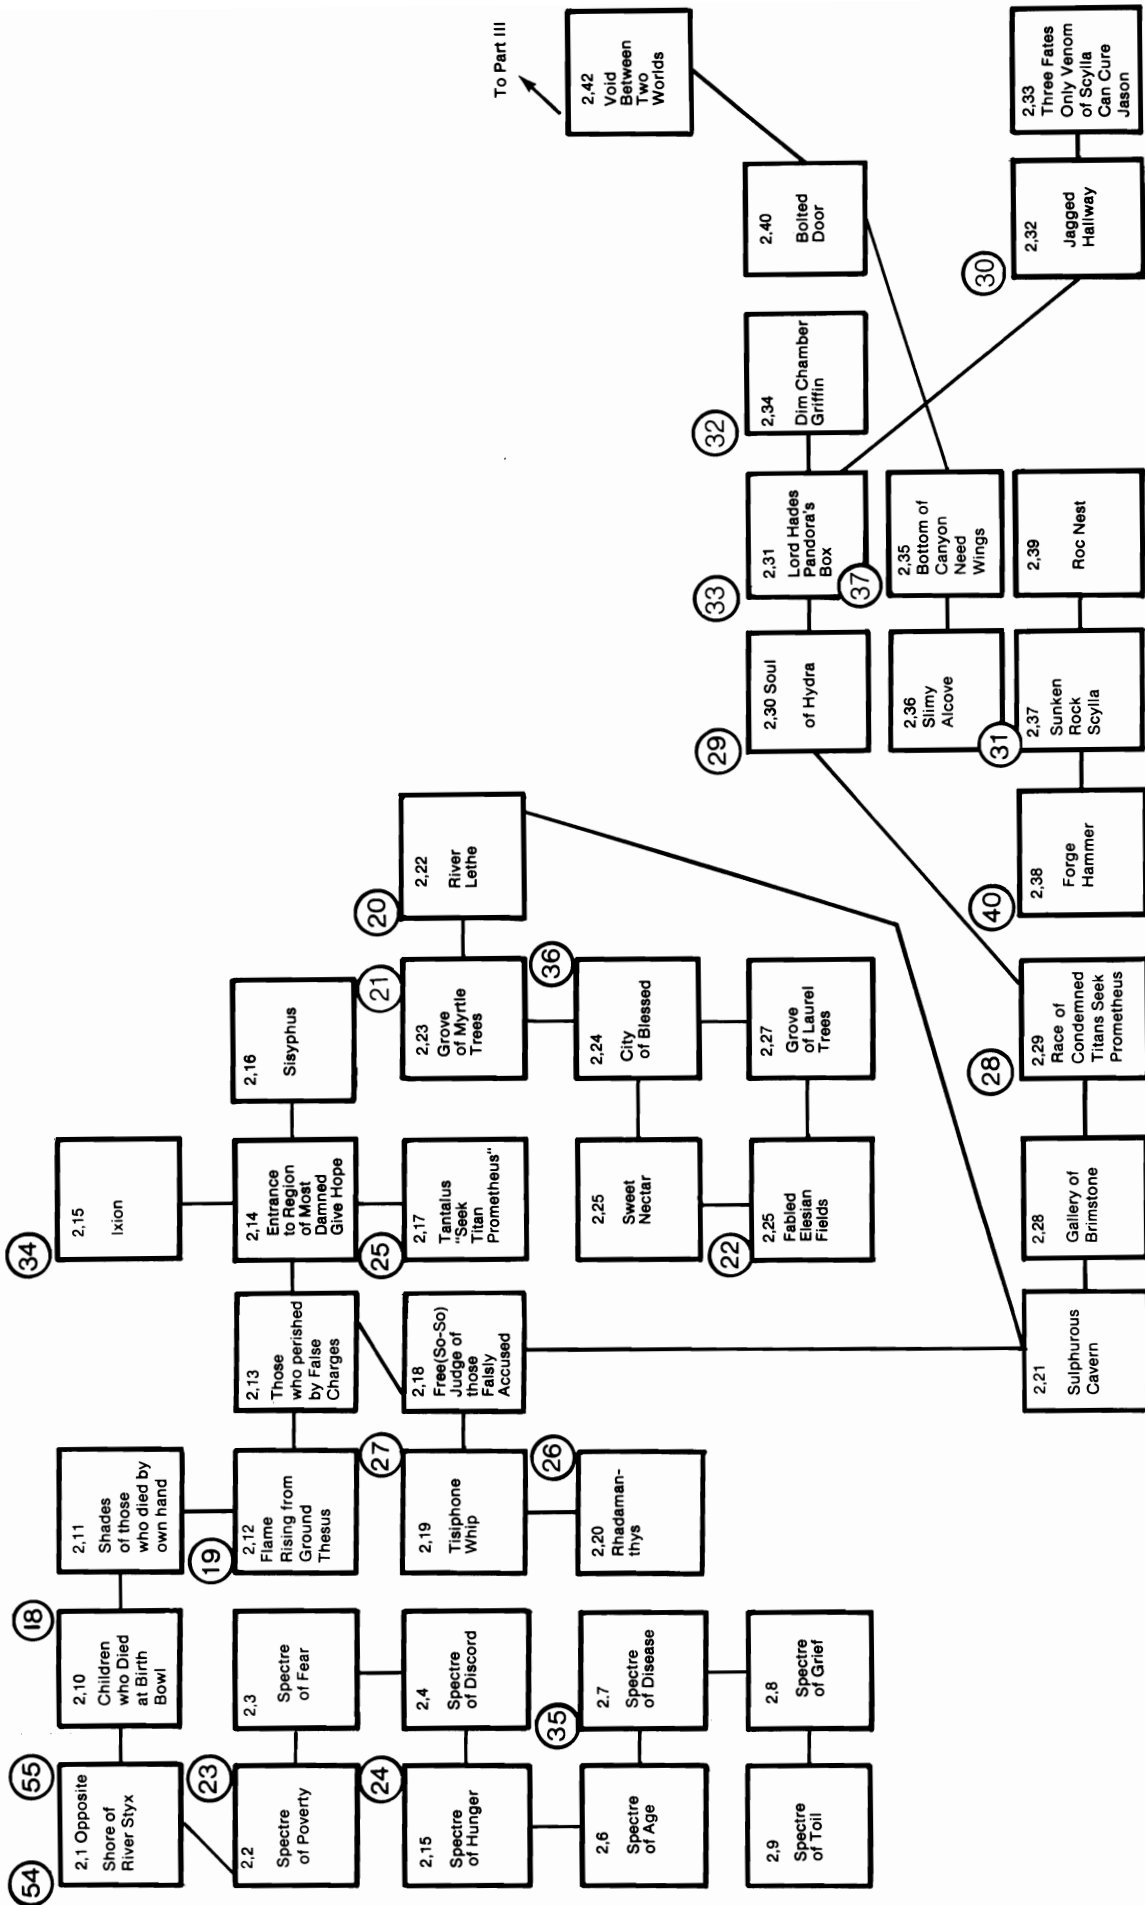 54
55
18
34
2,1 Opposite
Shore of
River Styx
2,10
Children
who Died
at Birth
Bowl
2,11
Shades
of those
who died by
own hand
2,15
Ixion
23
2,2
Spectre
of Poverty
2,3
Spectre
of Fear
19
2,12
Flame
Rising from
Ground
Thesus
2,13
Those
who perished
by False
Charges
2,14
Entrance
to Region
of Most
Damned
Give Hope
2,16
Sisyphus
24
2,15
Spectre
of Hunger
2,4
Spectre
of Discord
27
2,19
Tisiphone
Whip
2,18
Free(So-So)
Judge of
those
Falsly
Accused
25
2,17
Tantalus
"Seek
Titan
Prometheus"
21
2,23
Grove
of Myrtle
Trees
20
2,22
River
Lethe
To Part III
2,6
Spectre
of Age
35
2.7
Spectre
of Disease
26
2,20
Rhadaman-
thys
2,25
Sweet
Nectar
36
2,24
City
of Blessed
2,42
Void
Between
Two
Worlds
2,9
Spectre
of Toil
2,8
Spectre
of Grief
22
2,25
Fabled
Elesian
Fields
2,27
Grove
of Laurel
Trees
29
2,30 Soul
of Hydra
33
2,31
Lord Hades
Pandora's
Box
32
2,34
Dim Chamber
Griffin
2,40
Bolted
Door
2,36
Slimy
Alcove
37
2,35
Bottom of
Canyon
Need
Wings
2,21
Sulphurous
Cavern
2,28
Gallery of
Brimstone
28
2,29
Race of
Condemned
Titans Seek
Prometheus
40
2,38
Forge
Hammer
31
2,37
Sunken
Rock
Scylla
2,39
Roc Nest
30
2,32
Jagged
Hallway
2,33
Three Fates
Only Venom
of Scylla
Can Cure
Jason